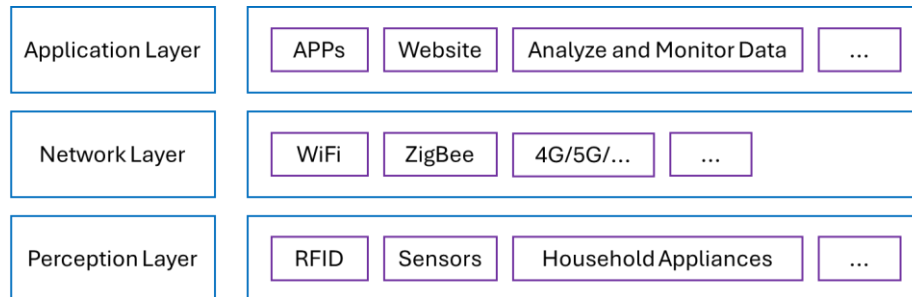 Application Layer
APPs
Website
Analyze and Monitor Data
...
Network Layer
WiFi
ZigBee
4G/5G/...
...
Perception Layer
RFID
Sensors
Household Appliances
...